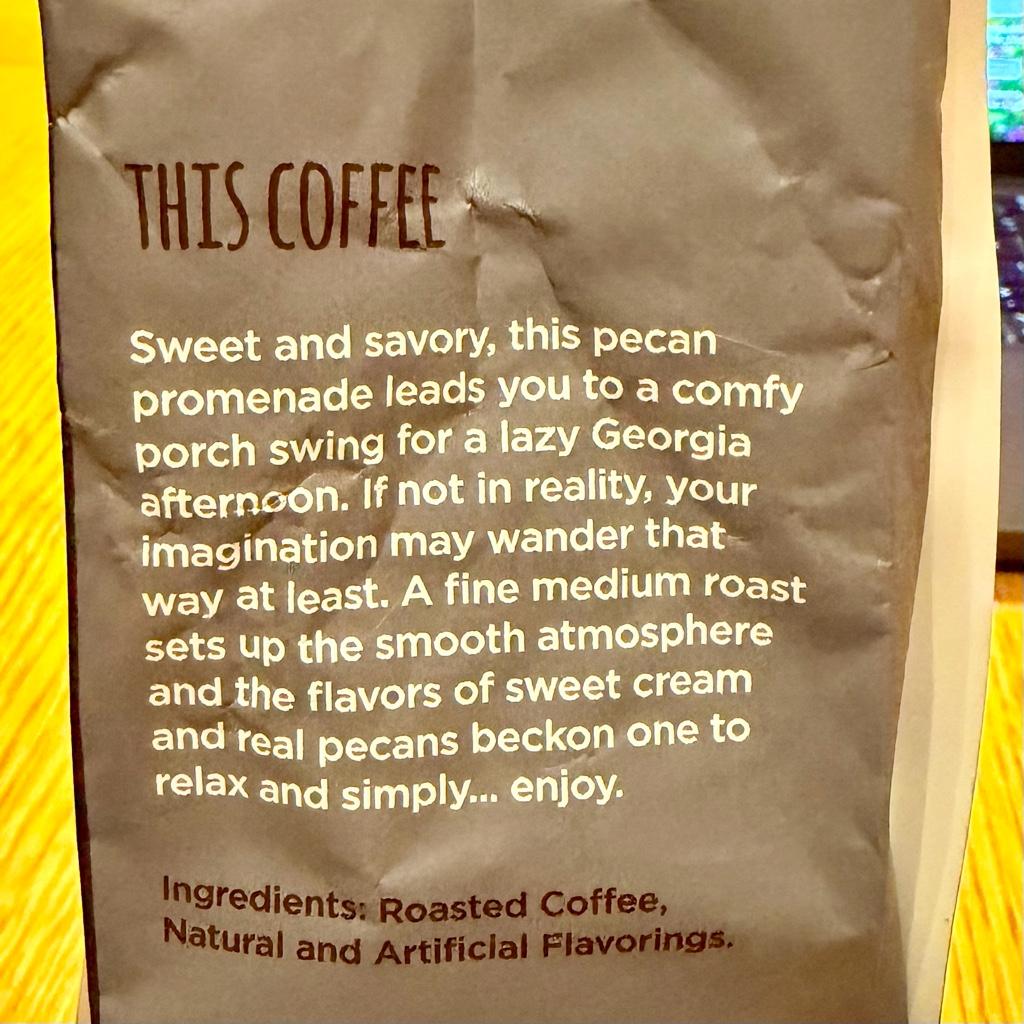 THIS COFFEE
Sweet and savory, this pecan
promenade leads you to a comfy
porch swing for a lazy Georgia
afternoon. If not in reality, your
imagination may wander that
way at least. A fine medium roast
sets up the smooth atmosphere
and the flavors of sweet cream
and real pecans beckon one to
relax and simply... enjoy.
Ingredients: Roasted Coffee,
Natural and Artificial Flavorings.